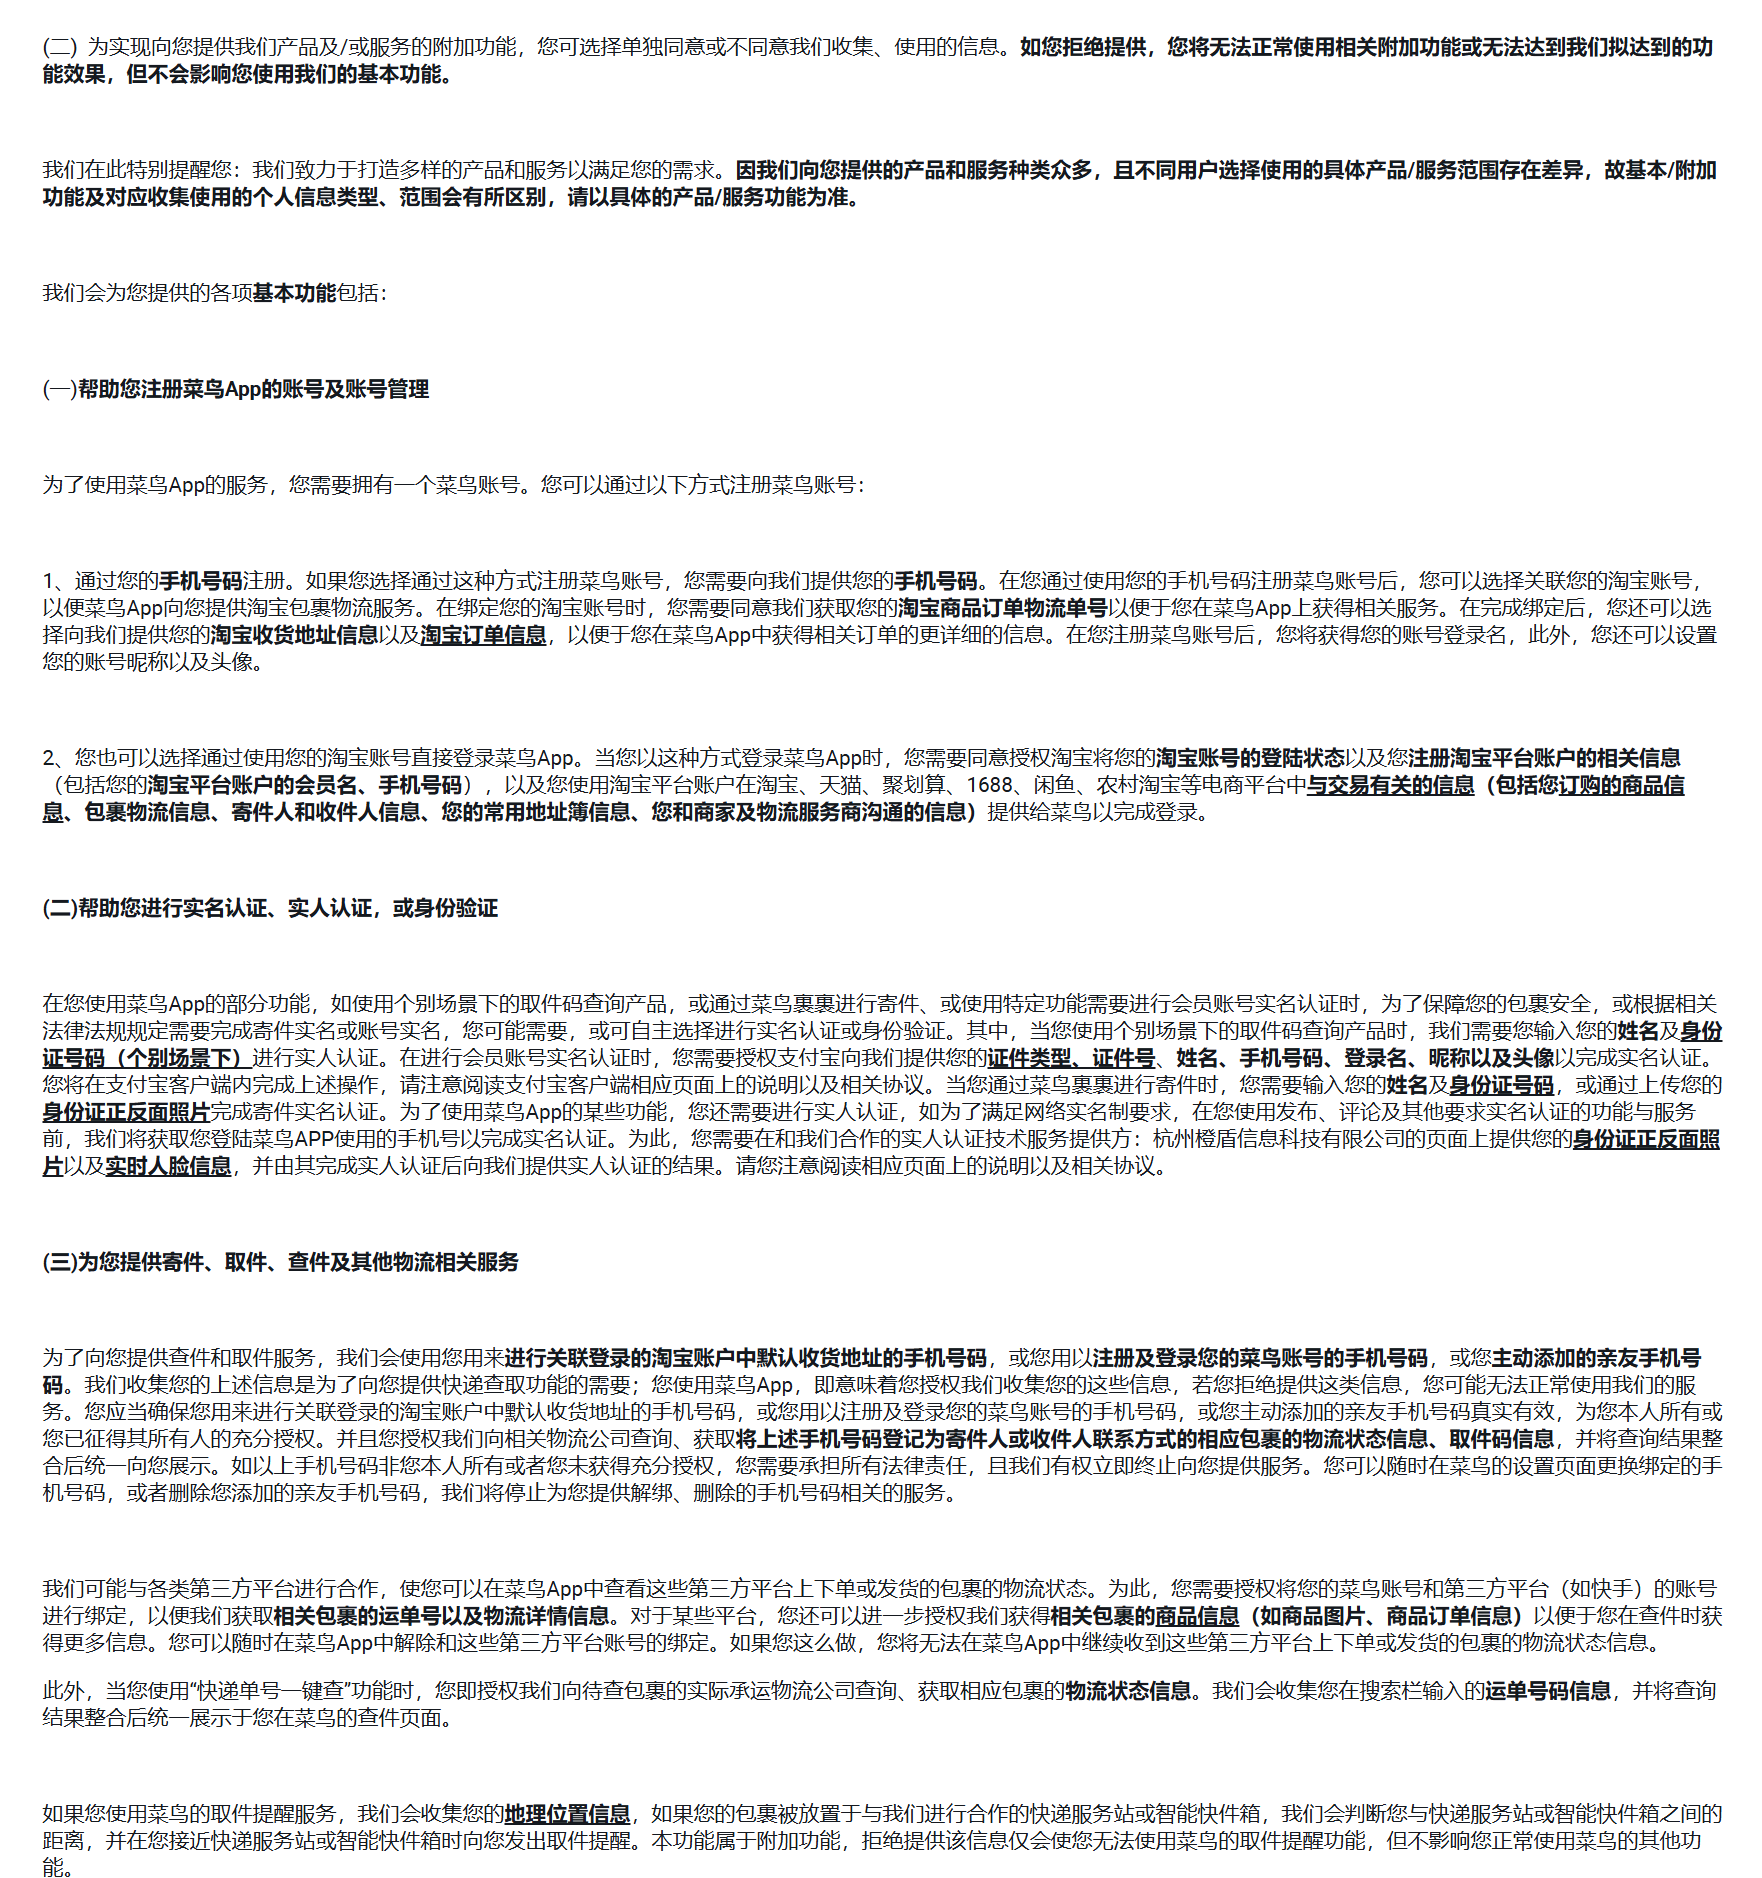 (二) 为实现向您提供我们产品及/或服务的附加功能，您可选择单独同意或不同意我们收集、使用的信息。如您拒绝提供，您将无法正常使用相关附加功能或无法达到我们拟达到的功
能效果，但不会影响您使用我们的基本功能。
我们在此特别提醒您：我们致力于打造多样的产品和服务以满足您的需求。因我们向您提供的产品和服务种类众多，且不同用户选择使用的具体产品/服务范围存在差异，故基本/附加
功能及对应收集使用的个人信息类型、范围会有所区别，请以具体的产品/服务功能为准。
我们会为您提供的各项基本功能包括：
(一)帮助您注册菜鸟App的账号及账号管理
为了使用菜鸟App的服务，您需要拥有一个菜鸟账号。您可以通过以下方式注册菜鸟账号：
1、通过您的手机号码注册。如果您选择通过这种方式注册菜鸟账号，您需要向我们提供您的手机号码。在您通过使用您的手机号码注册菜鸟账号后，您可以选择关联您的淘宝账号，
以便菜鸟App向您提供淘宝包裹物流服务。在绑定您的淘宝账号时，您需要同意我们获取您的淘宝商品订单物流单号以便于您在菜鸟App上获得相关服务。在完成绑定后，您还可以选
择向我们提供您的淘宝收货地址信息以及淘宝订单信息，以便于您在菜鸟App中获得相关订单的更详细的信息。在您注册菜鸟账号后，您将获得您的账号登录名，此外，您还可以设置
您的账号昵称以及头像。
2、您也可以选择通过使用您的淘宝账号直接登录菜鸟App。当您以这种方式登录菜鸟App时，您需要同意授权淘宝将您的淘宝账号的登陆状态以及您注册淘宝平台账户的相关信息
（包括您的淘宝平台账户的会员名、手机号码），以及您使用淘宝平台账户在淘宝、天猫、聚划算、1688、闲鱼、农村淘宝等电商平台中与交易有关的信息（包括您订购的商品信
息、包裹物流信息、寄件人和收件人信息、您的常用地址簿信息、您和商家及物流服务商沟通的信息）提供给菜鸟以完成登录。
(二)帮助您进行实名认证、实人认证，或身份验证
在您使用菜鸟App的部分功能，如使用个别场景下的取件码查询产品，或通过菜鸟裹裹进行寄件、或使用特定功能需要进行会员账号实名认证时，为了保障您的包裹安全，或根据相关
法律法规规定需要完成寄件实名或账号实名，您可能需要，或可自主选择进行实名认证或身份验证。其中，当您使用个别场景下的取件码查询产品时，我们需要您输入您的姓名及身份
证号码（个别场景下）进行实人认证。在进行会员账号实名认证时，您需要授权支付宝向我们提供您的证件类型、证件号、姓名、手机号码、登录名、昵称以及头像以完成实名认证。
您将在支付宝客户端内完成上述操作，请注意阅读支付宝客户端相应页面上的说明以及相关协议。当您通过菜鸟裹裹进行寄件时，您需要输入您的姓名及身份证号码，或通过上传您的
身份证正反面照片完成寄件实名认证。为了使用菜鸟App的某些功能，您还需要进行实人认证，如为了满足网络实名制要求，在您使用发布、评论及其他要求实名认证的功能与服务
前，我们将获取您登陆菜鸟APP使用的手机号以完成实名认证。为此，您需要在和我们合作的实人认证技术服务提供方：杭州橙盾信息科技有限公司的页面上提供您的身份证正反面照
片以及实时人脸信息，并由其完成实人认证后向我们提供实人认证的结果。请您注意阅读相应页面上的说明以及相关协议。
(三)为您提供寄件、取件、查件及其他物流相关服务
为了向您提供查件和取件服务，我们会使用您用来进行关联登录的淘宝账户中默认收货地址的手机号码，或您用以注册及登录您的菜鸟账号的手机号码，或您主动添加的亲友手机号
码。我们收集您的上述信息是为了向您提供快递查取功能的需要；您使用菜鸟App，即意味着您授权我们收集您的这些信息，若您拒绝提供这类信息，您可能无法正常使用我们的服
务。您应当确保您用来进行关联登录的淘宝账户中默认收货地址的手机号码，或您用以注册及登录您的菜鸟账号的手机号码，或您主动添加的亲友手机号码真实有效，为您本人所有或
您已征得其所有人的充分授权。并且您授权我们向相关物流公司查询、获取将上述手机号码登记为寄件人或收件人联系方式的相应包裹的物流状态信息、取件码信息，并将查询结果整
合后统一向您展示。如以上手机号码非您本人所有或者您未获得充分授权，您需要承担所有法律责任，且我们有权立即终止向您提供服务。您可以随时在菜鸟的设置页面更换绑定的手
机号码，或者删除您添加的亲友手机号码，我们将停止为您提供解绑、删除的手机号码相关的服务。
我们可能与各类第三方平台进行合作，使您可以在菜鸟App中查看这些第三方平台上下单或发货的包裹的物流状态。为此，您需要授权将您的菜鸟账号和第三方平台（如快手）的账号
进行绑定，以便我们获取相关包裹的运单号以及物流详情信息。对于某些平台，您还可以进一步授权我们获得相关包裹的商品信息（如商品图片、商品订单信息）以便于您在查件时获
得更多信息。您可以随时在菜鸟App中解除和这些第三方平台账号的绑定。如果您这么做，您将无法在菜鸟App中继续收到这些第三方平台上下单或发货的包裹的物流状态信息。
此外，当您使用“快递单号一键查”功能时，您即授权我们向待查包裹的实际承运物流公司查询、获取相应包裹的物流状态信息。我们会收集您在搜索栏输入的运单号码信息，并将查询
结果整合后统一展示于您在菜鸟的查件页面。
如果您使用菜鸟的取件提醒服务，我们会收集您的地理位置信息，如果您的包裹被放置于与我们进行合作的快递服务站或智能快件箱，我们会判断您与快递服务站或智能快件箱之间的
距离，并在您接近快递服务站或智能快件箱时向您发出取件提醒。本功能属于附加功能，拒绝提供该信息仅会使您无法使用菜鸟的取件提醒功能，但不影响您正常使用菜鸟的其他功
能。